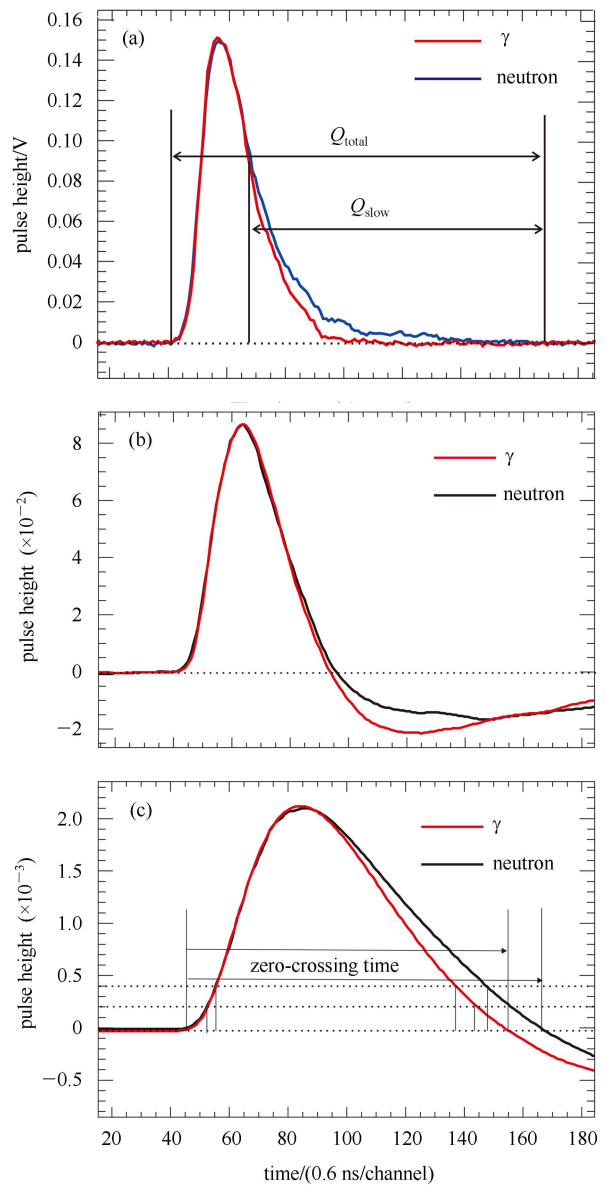 (a)
γ
neutron
Q_total
Q_slow
pulse height/V
0.16
0.14
0.12
0.10
0.08
0.06
0.04
0.02
0
(b)
γ
neutron
pulse height (×10⁻²)
8
6
4
2
0
−2
(c)
γ
neutron
zero-crossing time
pulse height (×10⁻³)
2.0
1.5
1.0
0.5
0
−0.5
20 40 60 80 100 120 140 160 180
time/(0.6 ns/channel)